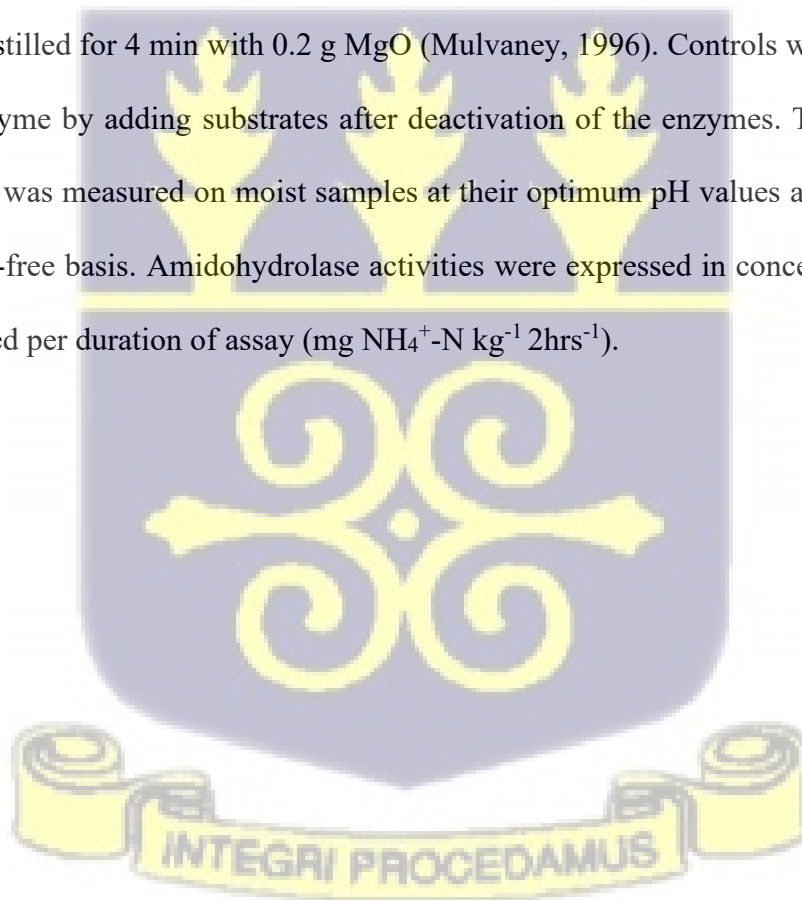 stilled for 4 min with 0.2 g MgO (Mulvaney, 1996). Controls w
yme by adding substrates after deactivation of the enzymes. T
was measured on moist samples at their optimum pH values a
-free basis. Amidohydrolase activities were expressed in conce
ed per duration of assay (mg NH₄⁺-N kg⁻¹ 2hrs⁻¹).
INTEGRI PROCEDAMUS